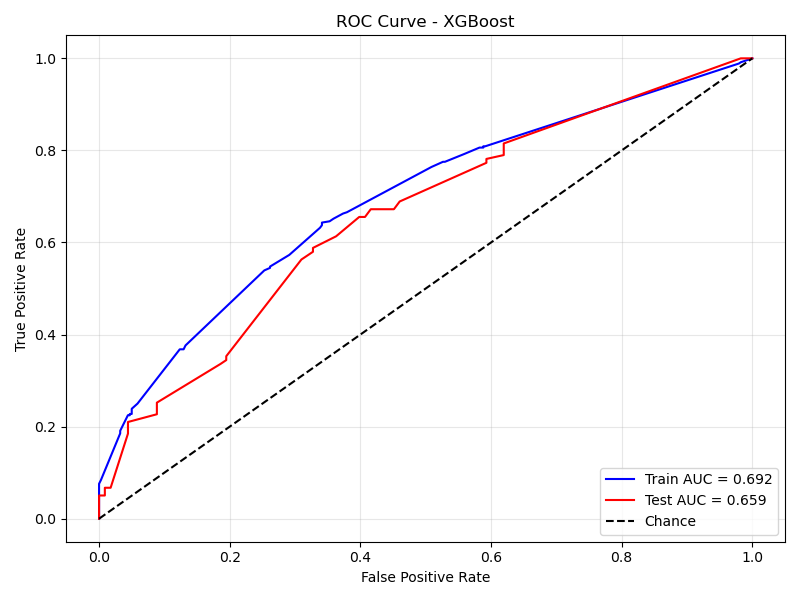 ROC Curve - XGBoost
True Positive Rate
1.0
0.8
0.6
0.4
0.2
0.0
0.0 0.2 0.4 0.6 0.8 1.0
False Positive Rate
Train AUC = 0.692
Test AUC = 0.659
Chance